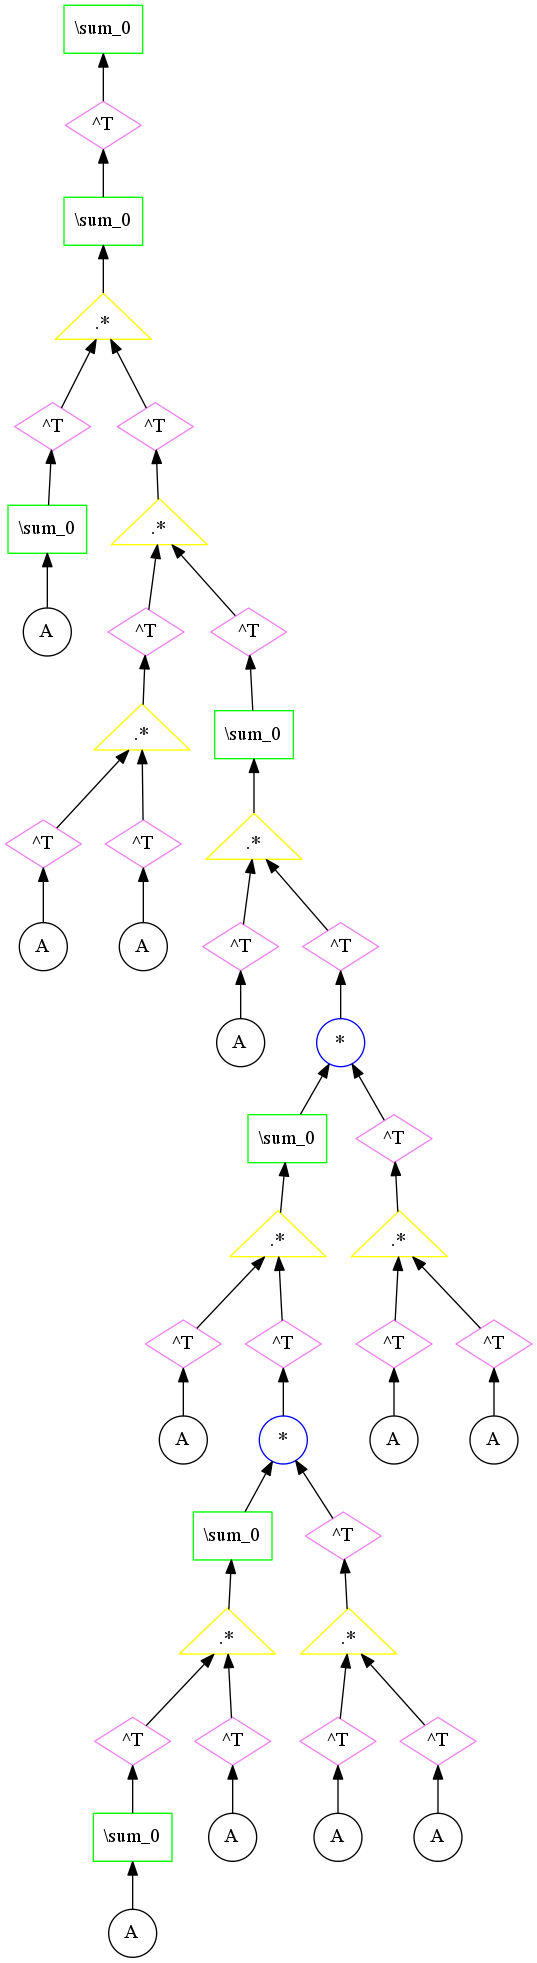 \sum_0
^T
\sum_0
.*
^T ^T
\sum_0 .*
A ^T ^T
.* \sum_0
^T ^T .*
A A ^T ^T
A *
\sum_0 ^T
.* .*
^T ^T ^T ^T
A * A A
\sum_0 ^T
.* .*
^T ^T ^T ^T
\sum_0 A A A
A